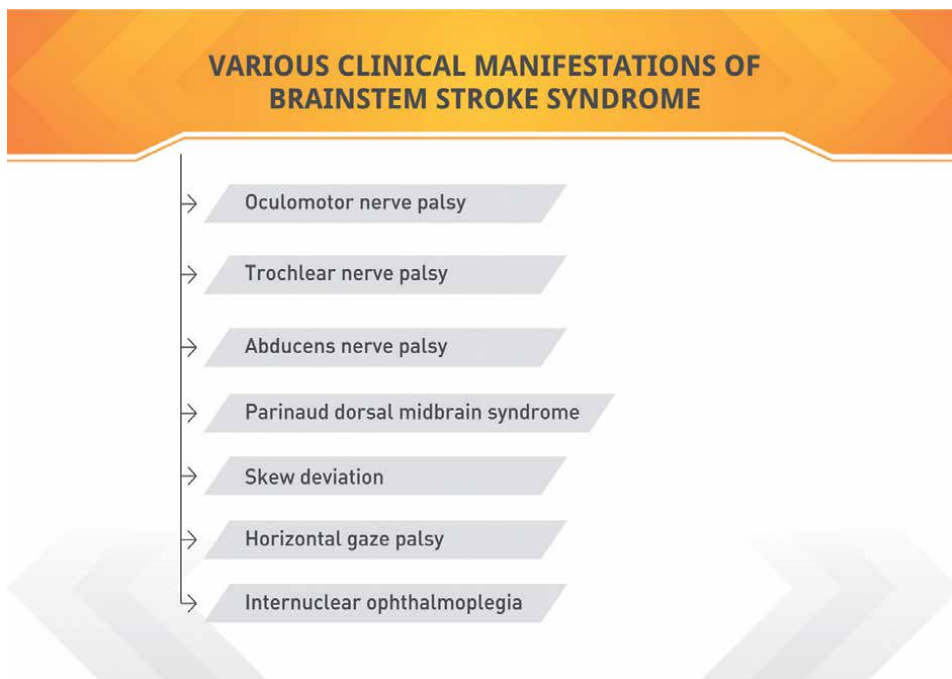 VARIOUS CLINICAL MANIFESTATIONS OF
BRAINSTEM STROKE SYNDROME
Oculomotor nerve palsy
Trochlear nerve palsy
Abducens nerve palsy
Parinaud dorsal midbrain syndrome
Skew deviation
Horizontal gaze palsy
Internuclear ophthalmoplegia